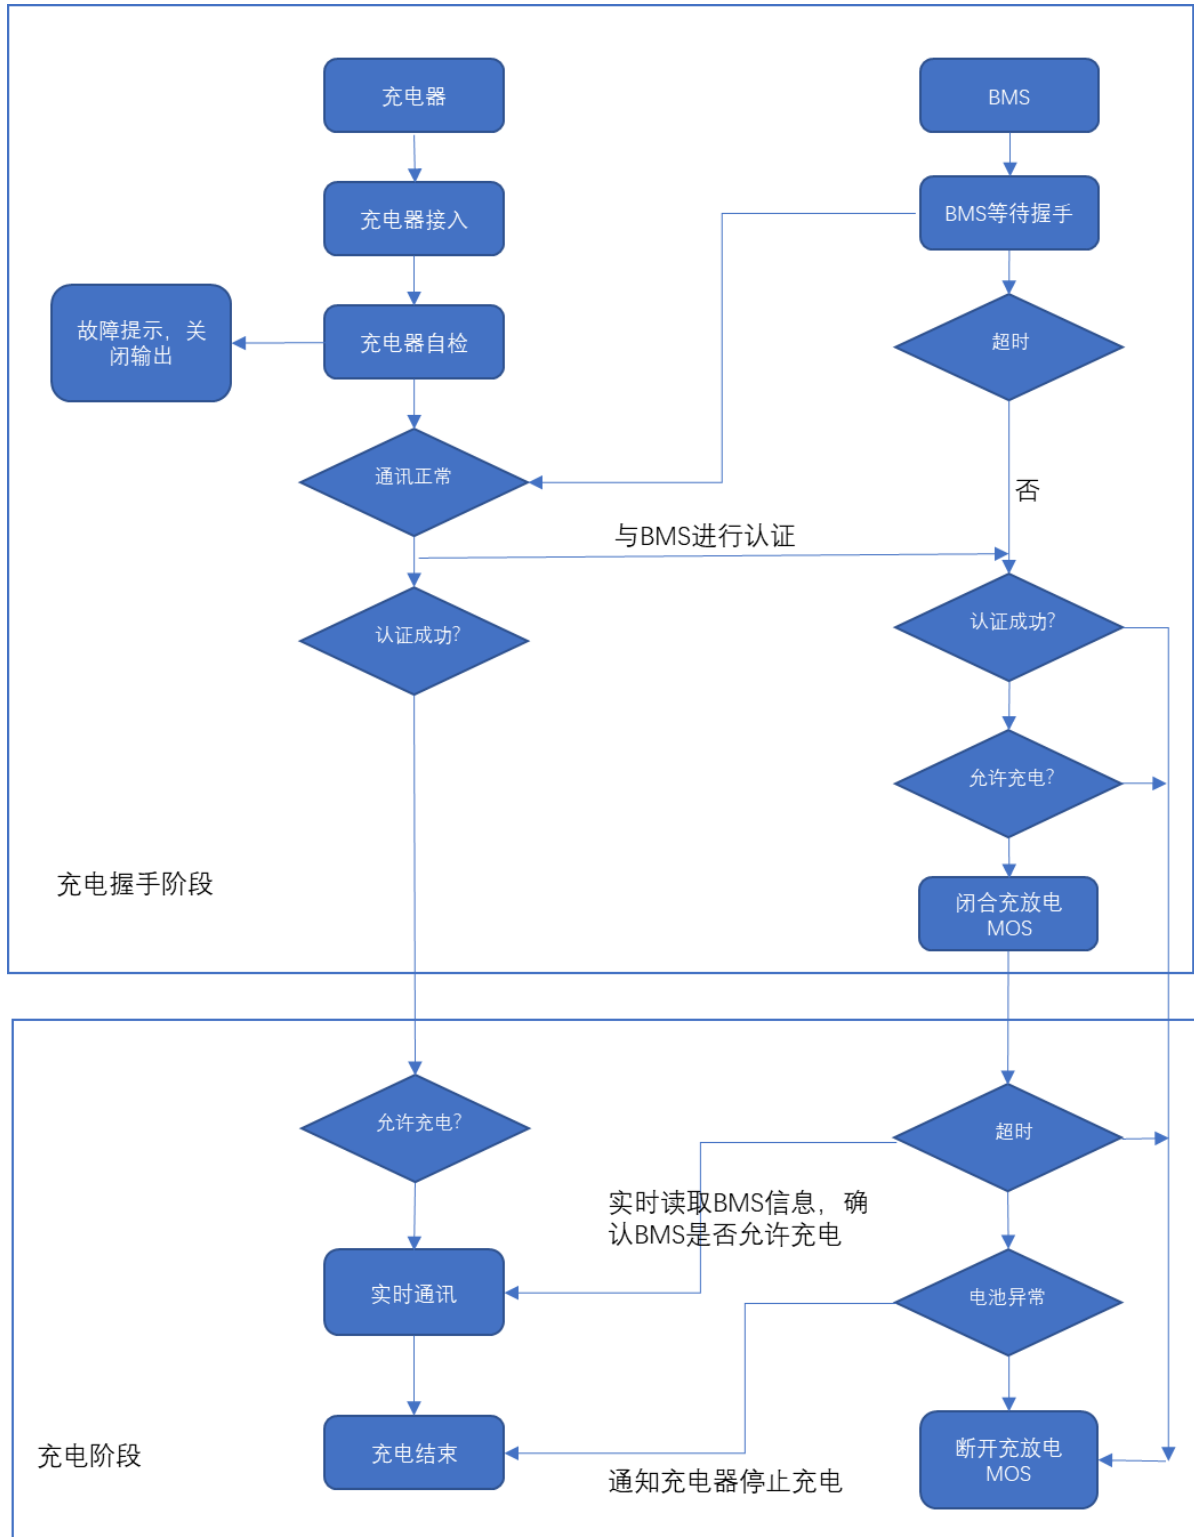 充电器
BMS
充电器接入
BMS等待握手
故障提示，关
闭输出
充电器自检
超时
通讯正常
否
与BMS进行认证
认证成功?
认证成功?
允许充电?
充电握手阶段
闭合充放电
MOS
允许充电?
超时
实时读取BMS信息，确
认BMS是否允许充电
实时通讯
电池异常
充电阶段
充电结束
通知充电器停止充电
断开充放电
MOS